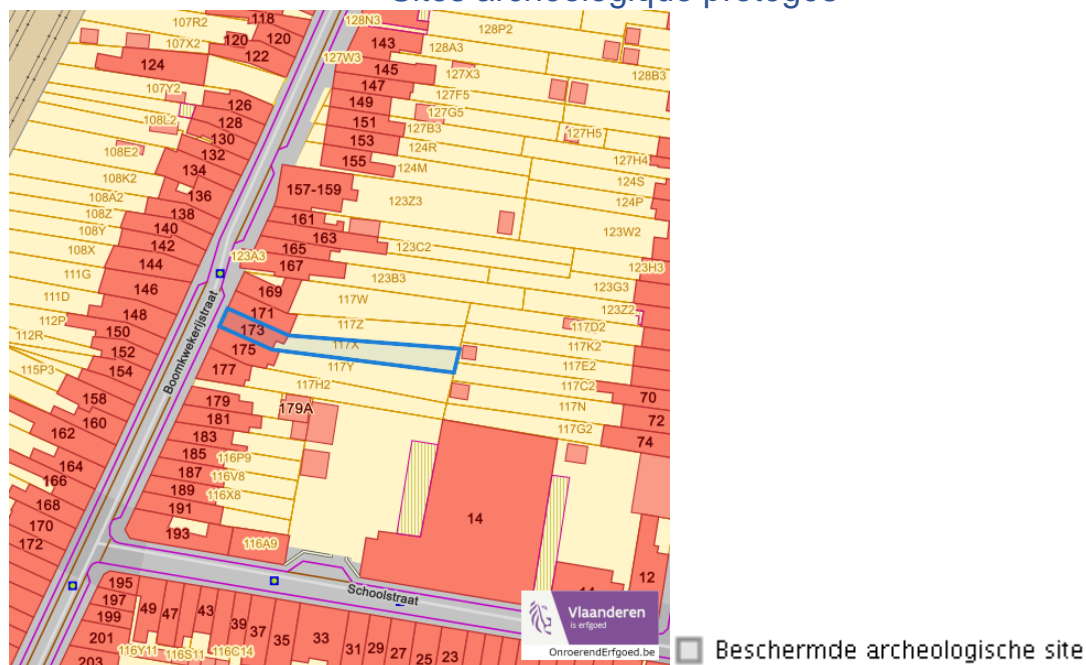 Sites archéologique protégés
107R2 118 128N3 128P2
107X2 120 120 143 128A3
122 127W3
124 145 127X3 128B3
107Y2 147 127F5
126 149 127G5
108L2 128 151 127B3 127H5
130 153 124R
108E2 132 155 124M 127H4
134
108K2 157-159 124S
108A2 136 123Z3 124P
108Z 138 161
108Y 140 163 123W2
108X 142 165 123C2
123A3
144 167 123H3
111G 123B3 123G3
146 169
111D 117W 123Z2
112P 148 171 117Z 117D2
112R 150 173 117X 117K2
152 175 117Y 117E2
115P3 154 177 117H2 117C2
Boomkwekerijstraat
158 179 179A 117N 70
160 181 117G2 72
162 183 74
185 116P9
164 187 116V8
166 189 116X8
168 191 14
170 193 116A9
172
12
Schoolstraat
195
197 49 47 43
199 39 37 35 33 31 29 27 25 23
201 116Y11 116S11 116C14
203
Vlaanderen
is erfgoed
OnroerendErfgoed.be
Beschermde archeologische site